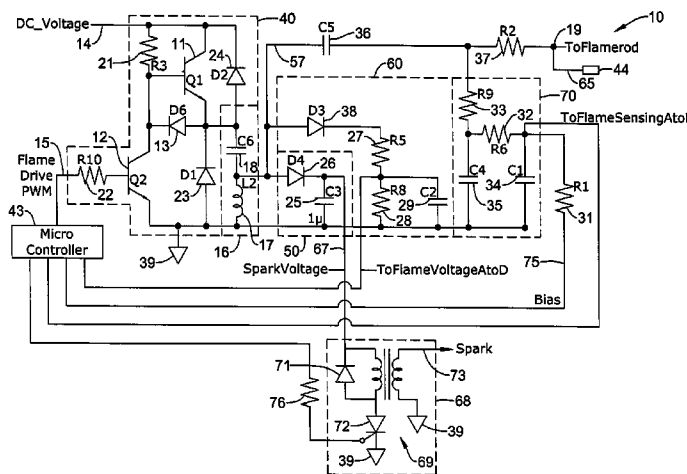 40
36
10
DC_Voltage
14
11
C5
R2
19
ToFlamerod
21
R3
Q1
24
D2
57
37
65
44
60
12
D6
D3
38
R9
33
70
ToFlameSensingAtoD
15
13
C6
27
R5
32
R6
Flame
Drive
PWM
R10
Q2
D1
18
L2
D4
26
C4
C1
R1
22
23
25
C3
R8
C2
34
43
1μ
28
29
35
31
Micro
Controller
39
16
17
50
67
75
SparkVoltage
ToFlameVoltageAtoD
Bias
71
Spark
73
76
68
72
39
39
69